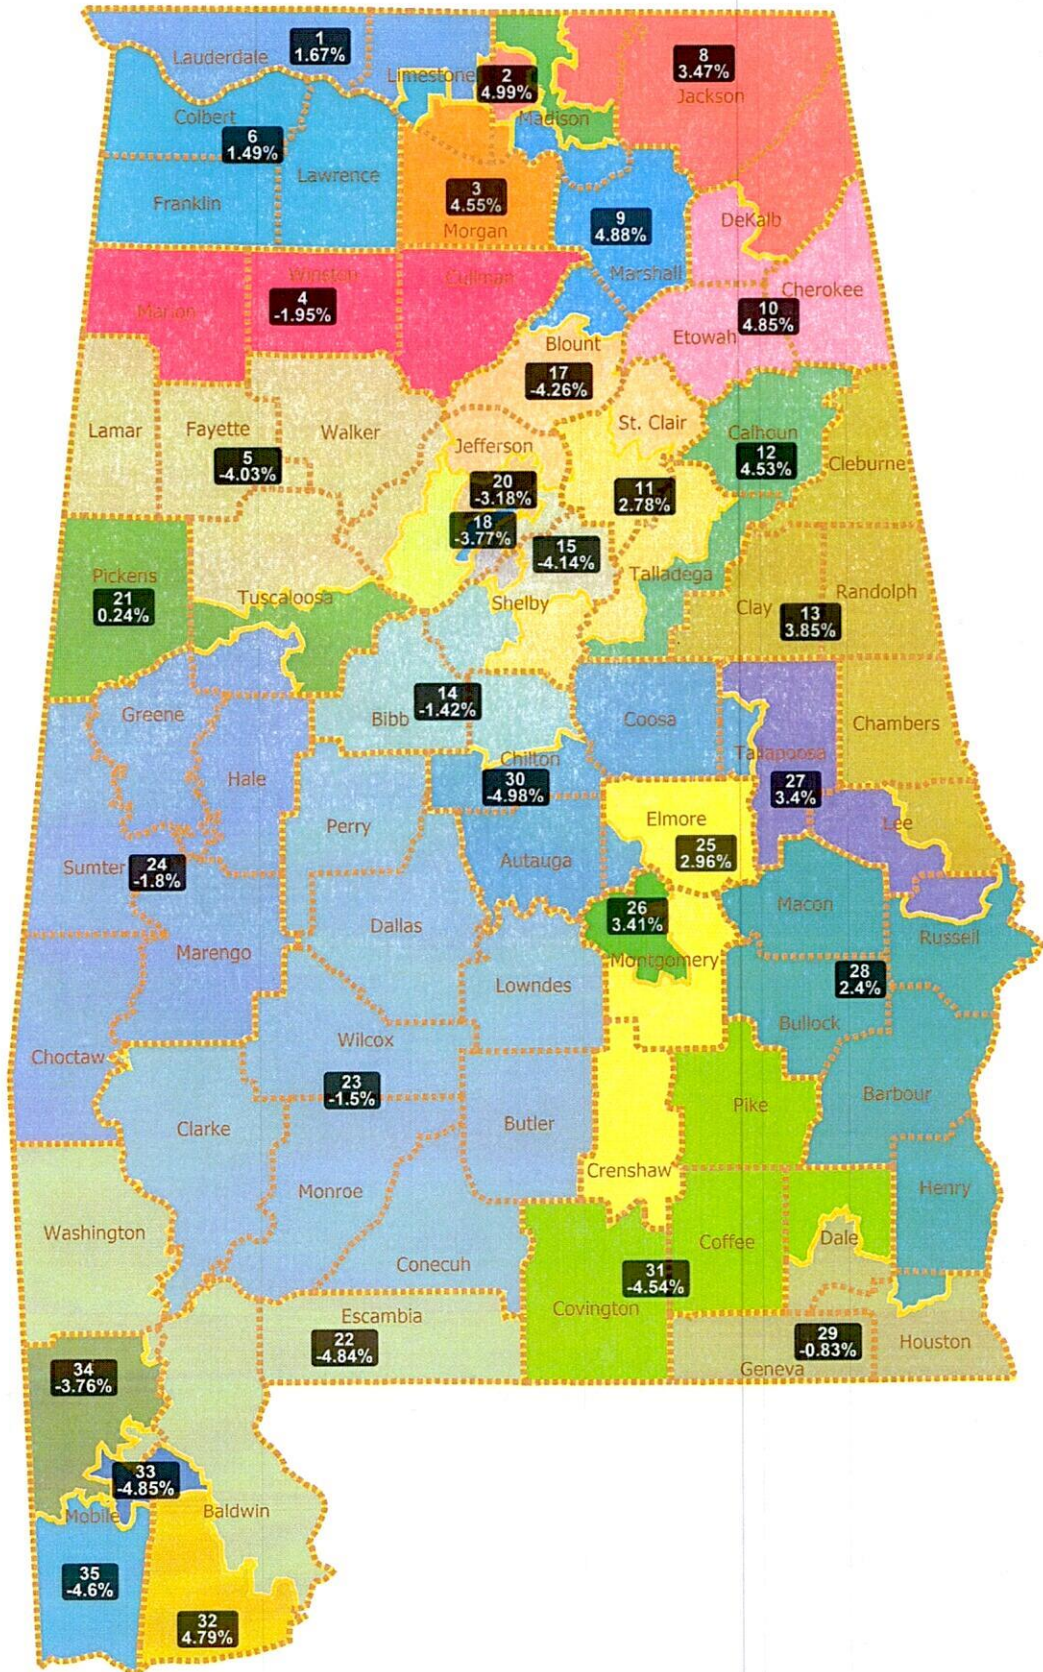 1
1.67%
Lauderdale
Limestone
2
4.99%
8
3.47%
Jackson
Colbert
Madison
6
1.49%
Lawrence
Franklin
3
4.55%
Morgan
9
4.88%
DeKalb
Marshall
Winston
Cullman
Cherokee
4
-1.95%
Marion
10
4.85%
Etowah
Blount
17
-4.26%
Lamar
Fayette
Walker
St. Clair
Jefferson
Calhoun
5
-4.03%
12
4.53%
Cleburne
20
-3.18%
11
2.78%
18
-3.77%
15
-4.14%
Pickens
21
0.24%
Tuscaloosa
Shelby
Talladega
Clay
13
3.85%
Randolph
14
-1.42%
Greene
Bibb
Coosa
Chambers
Hale
Chilton
Tallapoosa
30
-4.98%
27
3.4%
Perry
Elmore
Lee
25
2.96%
Sumter
24
-1.8%
Autauga
Dallas
26
3.41%
Macon
Marengo
Montgomery
Russell
Lowndes
28
2.4%
Bullock
Choctaw
Wilcox
23
-1.5%
Barbour
Clarke
Butler
Pike
Monroe
Crenshaw
Henry
Washington
Conecuh
Coffee
Dale
31
-4.54%
Covington
Escambia
22
-4.84%
29
-0.83%
Houston
Geneva
34
-3.76%
33
-4.85%
Mobile
Baldwin
35
-4.6%
32
4.79%